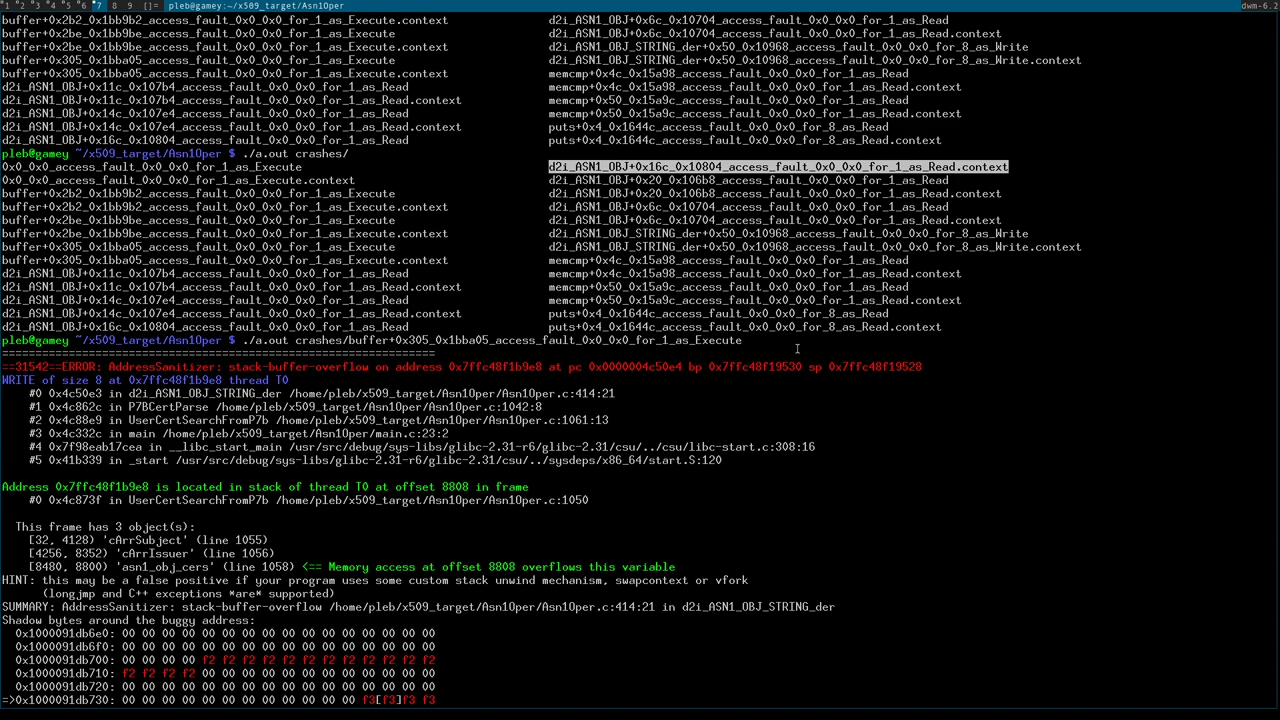 ¹1 ²2 ³3 ⁴4 ⁵5 ⁶6 ⁷7 8 9 []= pleb@gamey:~/x509_target/Asn1Oper dwm-6.2
buffer+0x2be_0x1bb9be_access_fault_0x0_0x0_for_1_as_Execute.context d2i_ASN1_OBJ+0x6c_0x10704_access_fault_0x0_0x0_for_1_as_Read
buffer+0x2be_0x1bb9be_access_fault_0x0_0x0_for_1_as_Execute d2i_ASN1_OBJ+0x6c_0x10704_access_fault_0x0_0x0_for_1_as_Read.context
buffer+0x2be_0x1bb9be_access_fault_0x0_0x0_for_1_as_Execute.context d2i_ASN1_OBJ_STRING_der+0x50_0x10968_access_fault_0x0_0x0_for_8_as_Write
buffer+0x305_0x1bba05_access_fault_0x0_0x0_for_1_as_Execute d2i_ASN1_OBJ_STRING_der+0x50_0x10968_access_fault_0x0_0x0_for_8_as_Write.context
buffer+0x305_0x1bba05_access_fault_0x0_0x0_for_1_as_Execute.context memcmp+0x4c_0x15a98_access_fault_0x0_0x0_for_1_as_Read
d2i_ASN1_OBJ+0x11c_0x107b4_access_fault_0x0_0x0_for_1_as_Read memcmp+0x4c_0x15a98_access_fault_0x0_0x0_for_1_as_Read.context
d2i_ASN1_OBJ+0x11c_0x107b4_access_fault_0x0_0x0_for_1_as_Read.context memcmp+0x50_0x15a9c_access_fault_0x0_0x0_for_1_as_Read
d2i_ASN1_OBJ+0x14c_0x107e4_access_fault_0x0_0x0_for_1_as_Read memcmp+0x50_0x15a9c_access_fault_0x0_0x0_for_1_as_Read.context
d2i_ASN1_OBJ+0x14c_0x107e4_access_fault_0x0_0x0_for_1_as_Read.context puts+0x4_0x1644c_access_fault_0x0_0x0_for_8_as_Read
d2i_ASN1_OBJ+0x16c_0x10804_access_fault_0x0_0x0_for_1_as_Read puts+0x4_0x1644c_access_fault_0x0_0x0_for_8_as_Read.context
pleb@gamey ~/x509_target/Asn1Oper $ ./a.out crashes/
0x0_0x0_access_fault_0x0_0x0_for_1_as_Execute d2i_ASN1_OBJ+0x16c_0x10804_access_fault_0x0_0x0_for_1_as_Read.context
0x0_0x0_access_fault_0x0_0x0_for_1_as_Execute.context d2i_ASN1_OBJ+0x20_0x106b8_access_fault_0x0_0x0_for_1_as_Read
buffer+0x2b2_0x1bb9b2_access_fault_0x0_0x0_for_1_as_Execute d2i_ASN1_OBJ+0x20_0x106b8_access_fault_0x0_0x0_for_1_as_Read.context
buffer+0x2b2_0x1bb9b2_access_fault_0x0_0x0_for_1_as_Execute.context d2i_ASN1_OBJ+0x6c_0x10704_access_fault_0x0_0x0_for_1_as_Read
buffer+0x2be_0x1bb9be_access_fault_0x0_0x0_for_1_as_Execute d2i_ASN1_OBJ+0x6c_0x10704_access_fault_0x0_0x0_for_1_as_Read.context
buffer+0x2be_0x1bb9be_access_fault_0x0_0x0_for_1_as_Execute.context d2i_ASN1_OBJ_STRING_der+0x50_0x10968_access_fault_0x0_0x0_for_8_as_Write
buffer+0x305_0x1bba05_access_fault_0x0_0x0_for_1_as_Execute d2i_ASN1_OBJ_STRING_der+0x50_0x10968_access_fault_0x0_0x0_for_8_as_Write.context
buffer+0x305_0x1bba05_access_fault_0x0_0x0_for_1_as_Execute.context memcmp+0x4c_0x15a98_access_fault_0x0_0x0_for_1_as_Read
d2i_ASN1_OBJ+0x11c_0x107b4_access_fault_0x0_0x0_for_1_as_Read memcmp+0x4c_0x15a98_access_fault_0x0_0x0_for_1_as_Read.context
d2i_ASN1_OBJ+0x11c_0x107b4_access_fault_0x0_0x0_for_1_as_Read.context memcmp+0x50_0x15a9c_access_fault_0x0_0x0_for_1_as_Read
d2i_ASN1_OBJ+0x14c_0x107e4_access_fault_0x0_0x0_for_1_as_Read memcmp+0x50_0x15a9c_access_fault_0x0_0x0_for_1_as_Read.context
d2i_ASN1_OBJ+0x14c_0x107e4_access_fault_0x0_0x0_for_1_as_Read.context puts+0x4_0x1644c_access_fault_0x0_0x0_for_8_as_Read
d2i_ASN1_OBJ+0x16c_0x10804_access_fault_0x0_0x0_for_1_as_Read puts+0x4_0x1644c_access_fault_0x0_0x0_for_8_as_Read.context
pleb@gamey ~/x509_target/Asn1Oper $ ./a.out crashes/buffer+0x305_0x1bba05_access_fault_0x0_0x0_for_1_as_Execute
=================================================================
==31542==ERROR: AddressSanitizer: stack-buffer-overflow on address 0x7ffc48f1b9e8 at pc 0x0000004c50e4 bp 0x7ffc48f19530 sp 0x7ffc48f19528
WRITE of size 8 at 0x7ffc48f1b9e8 thread T0
#0 0x4c50e3 in d2i_ASN1_OBJ_STRING_der /home/pleb/x509_target/Asn1Oper/Asn1Oper.c:414:21
#1 0x4c862c in P7BCertParse /home/pleb/x509_target/Asn1Oper/Asn1Oper.c:1042:8
#2 0x4c88e9 in UserCertSearchFromP7b /home/pleb/x509_target/Asn1Oper/Asn1Oper.c:1061:13
#3 0x4c332c in main /home/pleb/x509_target/Asn1Oper/main.c:23:2
#4 0x7f98eab17cea in __libc_start_main /usr/src/debug/sys-libs/glibc-2.31-r6/glibc-2.31/csu/../csu/libc-start.c:308:16
#5 0x41b339 in _start /usr/src/debug/sys-libs/glibc-2.31-r6/glibc-2.31/csu/../sysdeps/x86_64/start.S:120
Address 0x7ffc48f1b9e8 is located in stack of thread T0 at offset 8808 in frame
#0 0x4c873f in UserCertSearchFromP7b /home/pleb/x509_target/Asn1Oper/Asn1Oper.c:1050
This frame has 3 object(s):
[32, 4128) 'cArrSubject' (line 1055)
[4256, 8352) 'cArrIssuer' (line 1056)
[8480, 8800) 'asn1_obj_cers' (line 1058) <== Memory access at offset 8808 overflows this variable
HINT: this may be a false positive if your program uses some custom stack unwind mechanism, swapcontext or vfork
(longjmp and C++ exceptions *are* supported)
SUMMARY: AddressSanitizer: stack-buffer-overflow /home/pleb/x509_target/Asn1Oper/Asn1Oper.c:414:21 in d2i_ASN1_OBJ_STRING_der
Shadow bytes around the buggy address:
0x1000091db6e0: 00 00 00 00 00 00 00 00 00 00 00 00 00 00 00 00
0x1000091db6f0: 00 00 00 00 00 00 00 00 00 00 00 00 00 00 00 00
0x1000091db700: 00 00 00 00 f2 f2 f2 f2 f2 f2 f2 f2 f2 f2 f2 f2
0x1000091db710: f2 f2 f2 f2 00 00 00 00 00 00 00 00 00 00 00 00
0x1000091db720: 00 00 00 00 00 00 00 00 00 00 00 00 00 00 00 00
=>0x1000091db730: 00 00 00 00 00 00 00 00 00 00 00 00 f3[f3]f3 f3